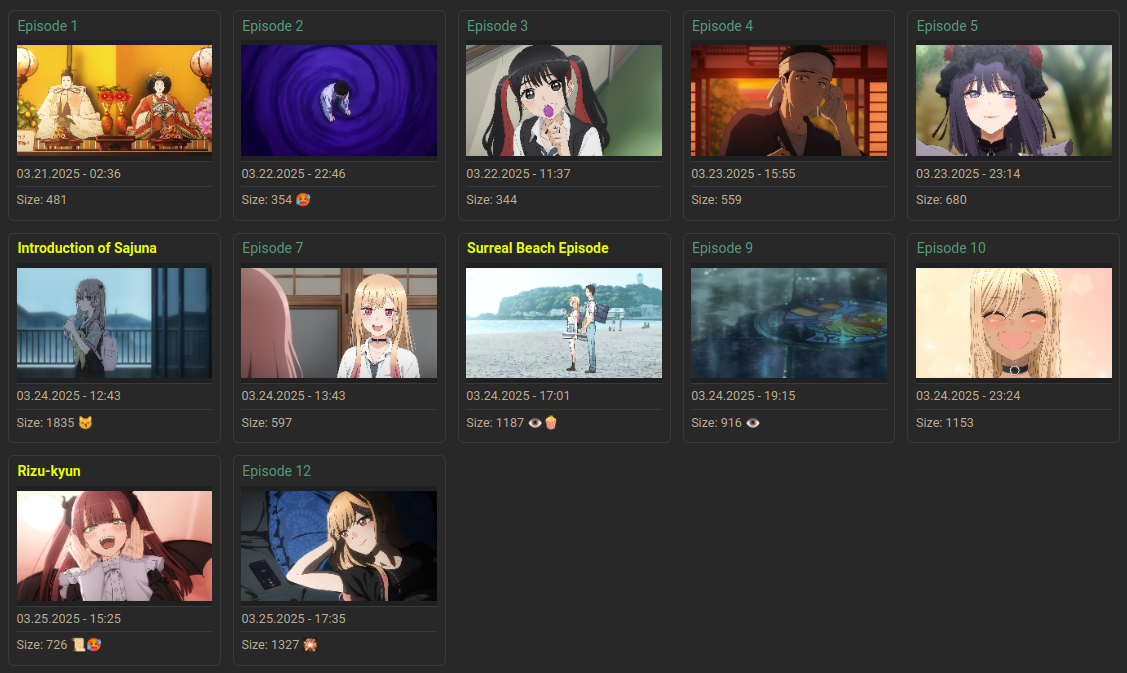 Episode 1
03.21.2025 - 02:36
Size: 481
Episode 2
03.22.2025 - 22:46
Size: 354 🥵
Episode 3
03.22.2025 - 11:37
Size: 344
Episode 4
03.23.2025 - 15:55
Size: 559
Episode 5
03.23.2025 - 23:14
Size: 680
Introduction of Sajuna
03.24.2025 - 12:43
Size: 1835 😼
Episode 7
03.24.2025 - 13:43
Size: 597
Surreal Beach Episode
03.24.2025 - 17:01
Size: 1187 👁️🍿
Episode 9
03.24.2025 - 19:15
Size: 916 👁️
Episode 10
03.24.2025 - 23:24
Size: 1153
Rizu-kyun
03.25.2025 - 15:25
Size: 726 📜🥵
Episode 12
03.25.2025 - 17:35
Size: 1327 🎇